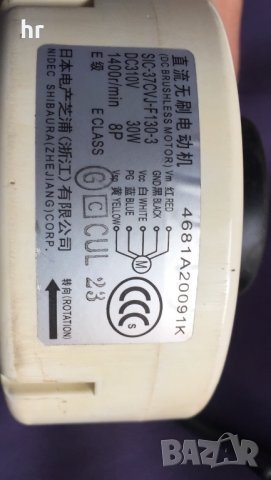 hr
直流无刷电动机
(DC BRUSHLESS MOTOR)
SIC-37CVJ-F130-3
DC310V 30W
1400r/min 8P
E级 E CLASS
日本电产芝浦(浙江)有限公司
NIDEC SHIBAURA(ZHEJIANG)CORP.
4681A20091K
Vm 红 RED
GND 黑 BLACK
Vcc 白 WHITE
PG 蓝 BLUE
Vsp 黄 YELLOW
M
G C CUL 23
CCC
S
转向(ROTATION)
BAZAR